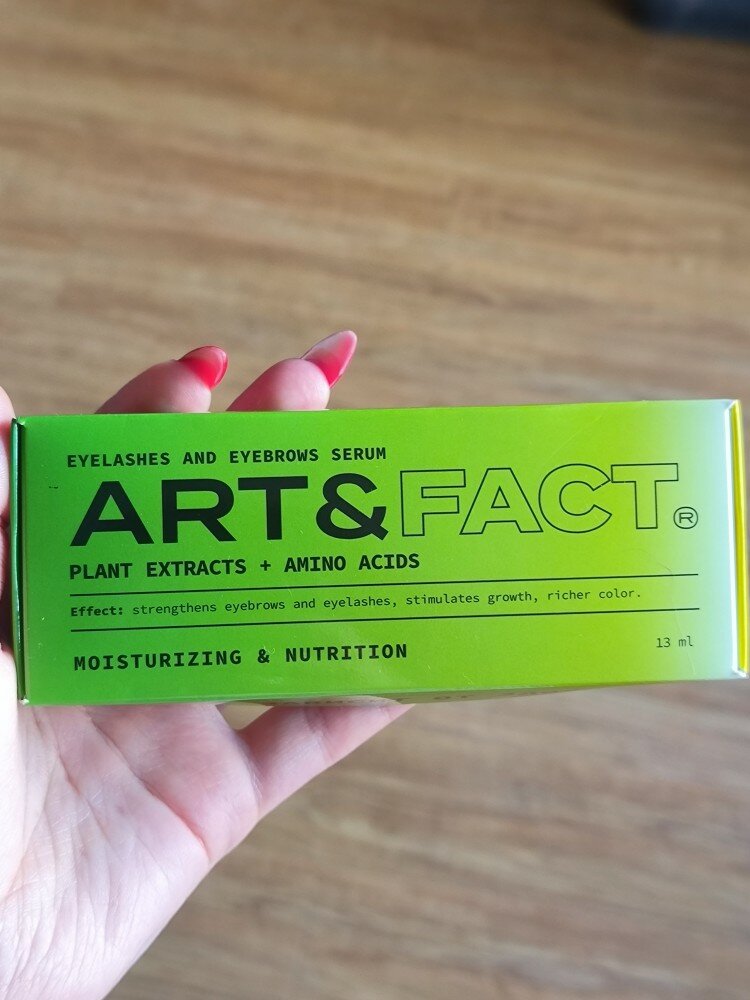 EYELASHES AND EYEBROWS SERUM
ART&FACT®
PLANT EXTRACTS + AMINO ACIDS
Effect: strengthens eyebrows and eyelashes, stimulates growth, richer color.
MOISTURIZING & NUTRITION
13 ml